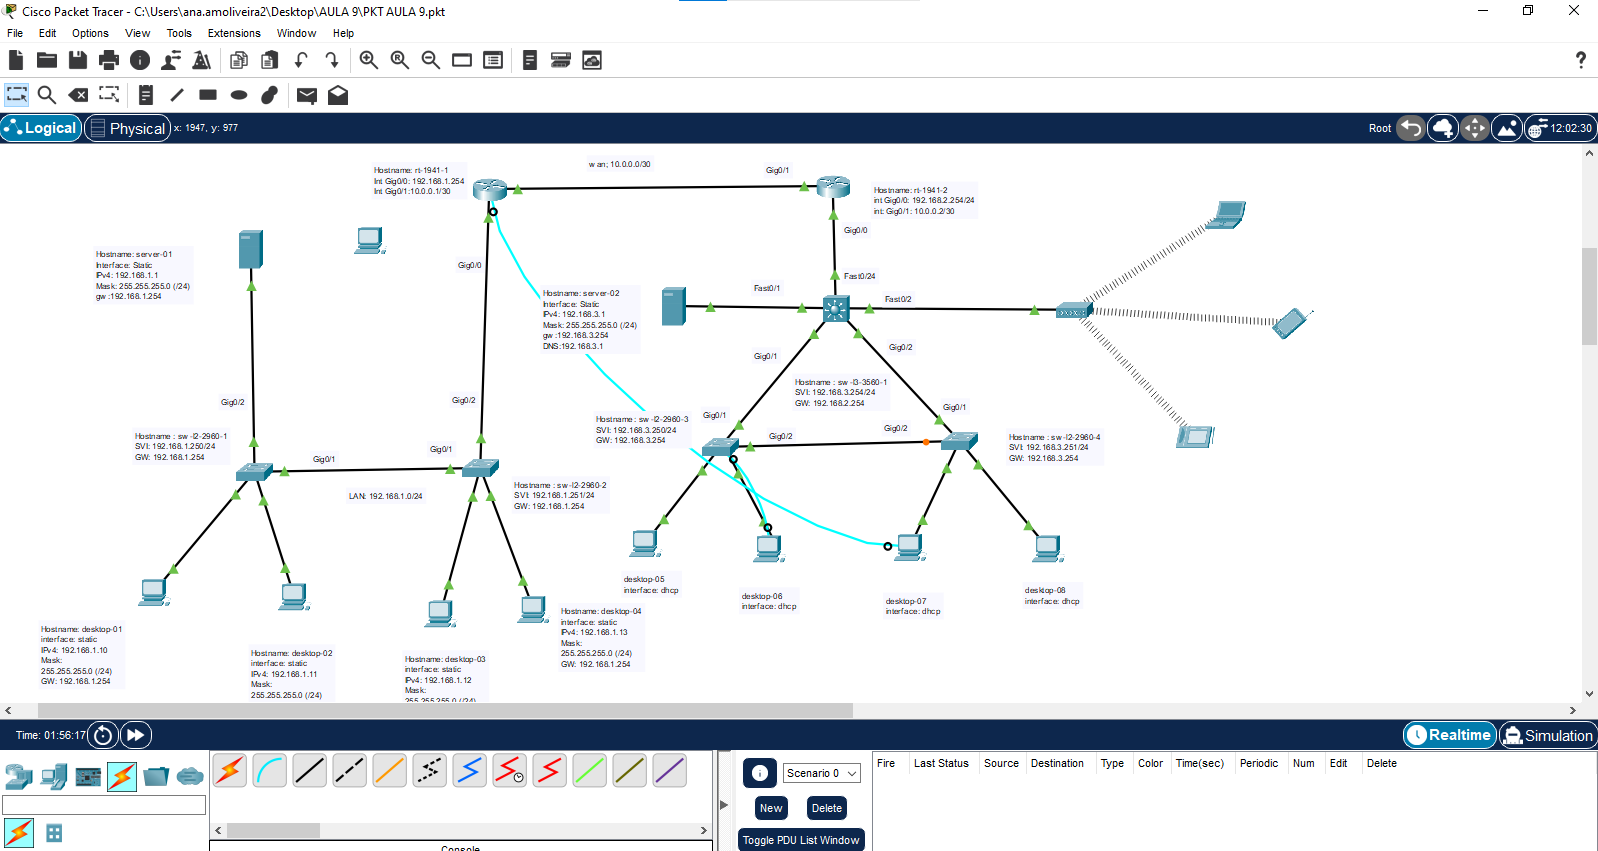 Cisco Packet Tracer - C:\Users\ana.amoliveira2\Desktop\AULA 9\PKT AULA 9.pkt
File Edit Options View Tools Extensions Window Help
Logical Physical x: 1947, y: 977
Root 12:02:30
Hostname: rt-1941-1
Int Gig0/0: 192.168.1.254
Int Gig0/1:10.0.0.1/30
wan; 10.0.0.0/30
Gig0/1
Hostname: rt-1941-2
int Gig0/0: 192.168.2.254/24
int: Gig0/1: 10.0.0.2/30
Gig0/0
Hostname: server-01
Interface: Static
IPv4: 192.168.1.1
Mask: 255.255.255.0 (/24)
gw :192.168.1.254
Gig0/0
Fast0/24
Fast0/1
Fast0/2
Hostname: server-02
Interface: Static
IPv4: 192.168.3.1
Mask: 255.255.255.0 (/24)
gw :192.168.3.254
DNS:192.168.3.1
Gig0/1
Gig0/2
Hostname : sw-l3-3560-1
SVI: 192.168.3.254/24
GW: 192.168.2.254
Gig0/2
Gig0/2
Gig0/1
Gig0/1
Hostname : sw-l2-2960-3
SVI: 192.168.3.250/24
GW: 192.168.3.254
Gig0/2
Gig0/2
Hostname : sw-l2-2960-4
SVI 192.168.3.251/24
GW: 192.168.3.254
Hostname : sw-l2-2960-1
SVI: 192.168.1.250/24
GW: 192.168.1.254
Gig0/1
Gig0/1
LAN: 192.168.1.0/24
Hostname : sw-l2-2960-2
SVI: 192.168.1.251/24
GW: 192.168.1.254
desktop-05
interface: dhcp
desktop-06
interface: dhcp
desktop-07
interface: dhcp
desktop-08
interface: dhcp
Hostname: desktop-01
interface: static
IPv4: 192.168.1.10
Mask:
255.255.255.0 (/24)
GW: 192.168.1.254
Hostname: desktop-02
interface: static
IPv4: 192.168.1.11
Mask:
255.255.255.0 (/24)
Hostname: desktop-03
interface: static
IPv4: 192.168.1.12
Mask:
255.255.255.0 (/24)
Hostname: desktop-04
interface: static
IPv4: 192.168.1.13
Mask:
255.255.255.0 (/24)
GW: 192.168.1.254
Time: 01:56:17
Realtime Simulation
Scenario 0
New Delete
Toggle PDU List Window
Fire Last Status Source Destination Type Color Time(sec) Periodic Num Edit Delete
Console